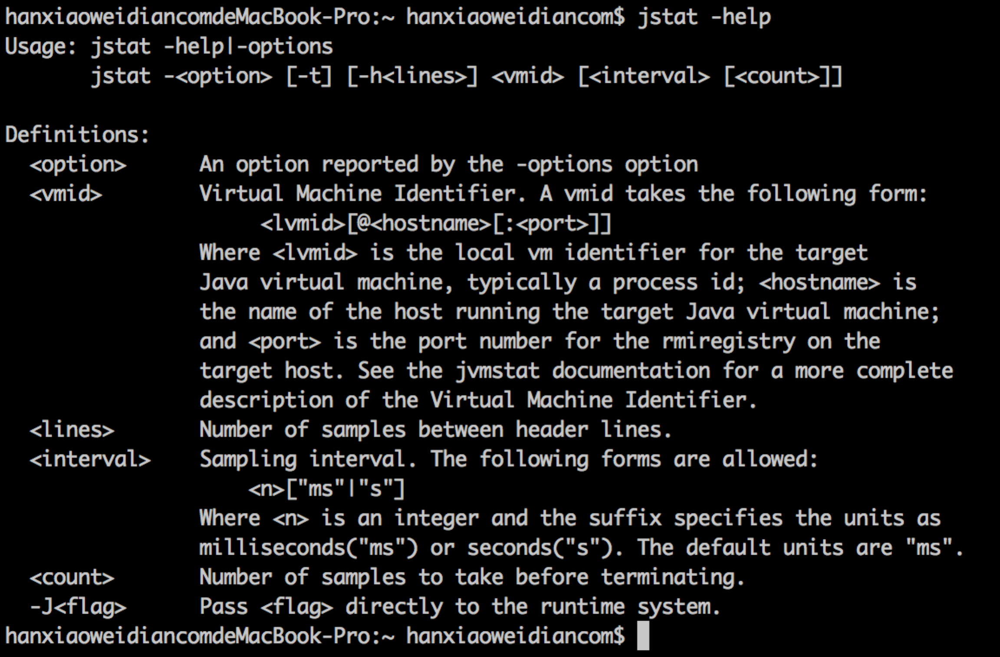 hanxiaoweidiancomdeMacBook-Pro:~ hanxiaoweidiancom$ jstat -help
Usage: jstat -help|-options
       jstat -<option> [-t] [-h<lines>] <vmid> [<interval> [<count>]]

Definitions:
  <option>      An option reported by the -options option
  <vmid>        Virtual Machine Identifier. A vmid takes the following form:
                     <lvmid>[@<hostname>[:<port>]]
                Where <lvmid> is the local vm identifier for the target
                Java virtual machine, typically a process id; <hostname> is
                the name of the host running the target Java virtual machine;
                and <port> is the port number for the rmiregistry on the
                target host. See the jvmstat documentation for a more complete
                description of the Virtual Machine Identifier.
  <lines>       Number of samples between header lines.
  <interval>    Sampling interval. The following forms are allowed:
                    <n>["ms"|"s"]
                Where <n> is an integer and the suffix specifies the units as
                milliseconds("ms") or seconds("s"). The default units are "ms".
  <count>       Number of samples to take before terminating.
  -J<flag>      Pass <flag> directly to the runtime system.
hanxiaoweidiancomdeMacBook-Pro:~ hanxiaoweidiancom$